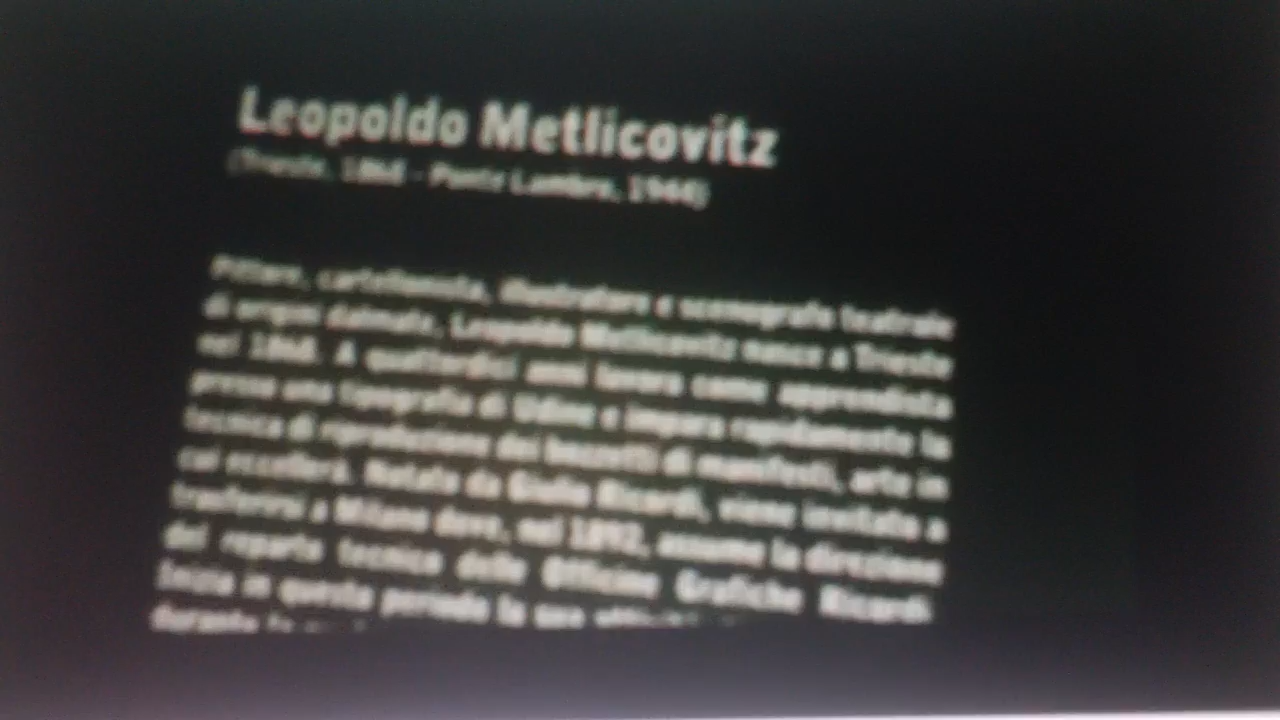 Leopoldo Metlicovitz
(Trieste, 1868 - Ponte Lambro, 1944)
Pittore, cartellonista, illustratore e scenografo teatrale
di origini dalmate, Leopoldo Metlicovitz nasce a Trieste
nel 1868. A quattordici anni lavora come apprendista
presso una tipografia di Udine e impara rapidamente la
tecnica di riproduzione dei bozzetti di manifesti, arte in
cui eccellerà. Notato da Giulio Ricordi, viene invitato a
trasferirsi a Milano dove, nel 1892, assume la direzione
del reparto tecnico delle Officine Grafiche Ricordi.
Inizia in questo periodo la sua
durante